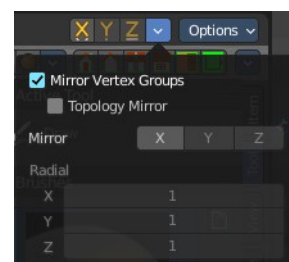 X Y Z Options
Mirror Vertex Groups
Topology Mirror
Mirror X Y Z
Radial
X 1
Y 1
Z 1